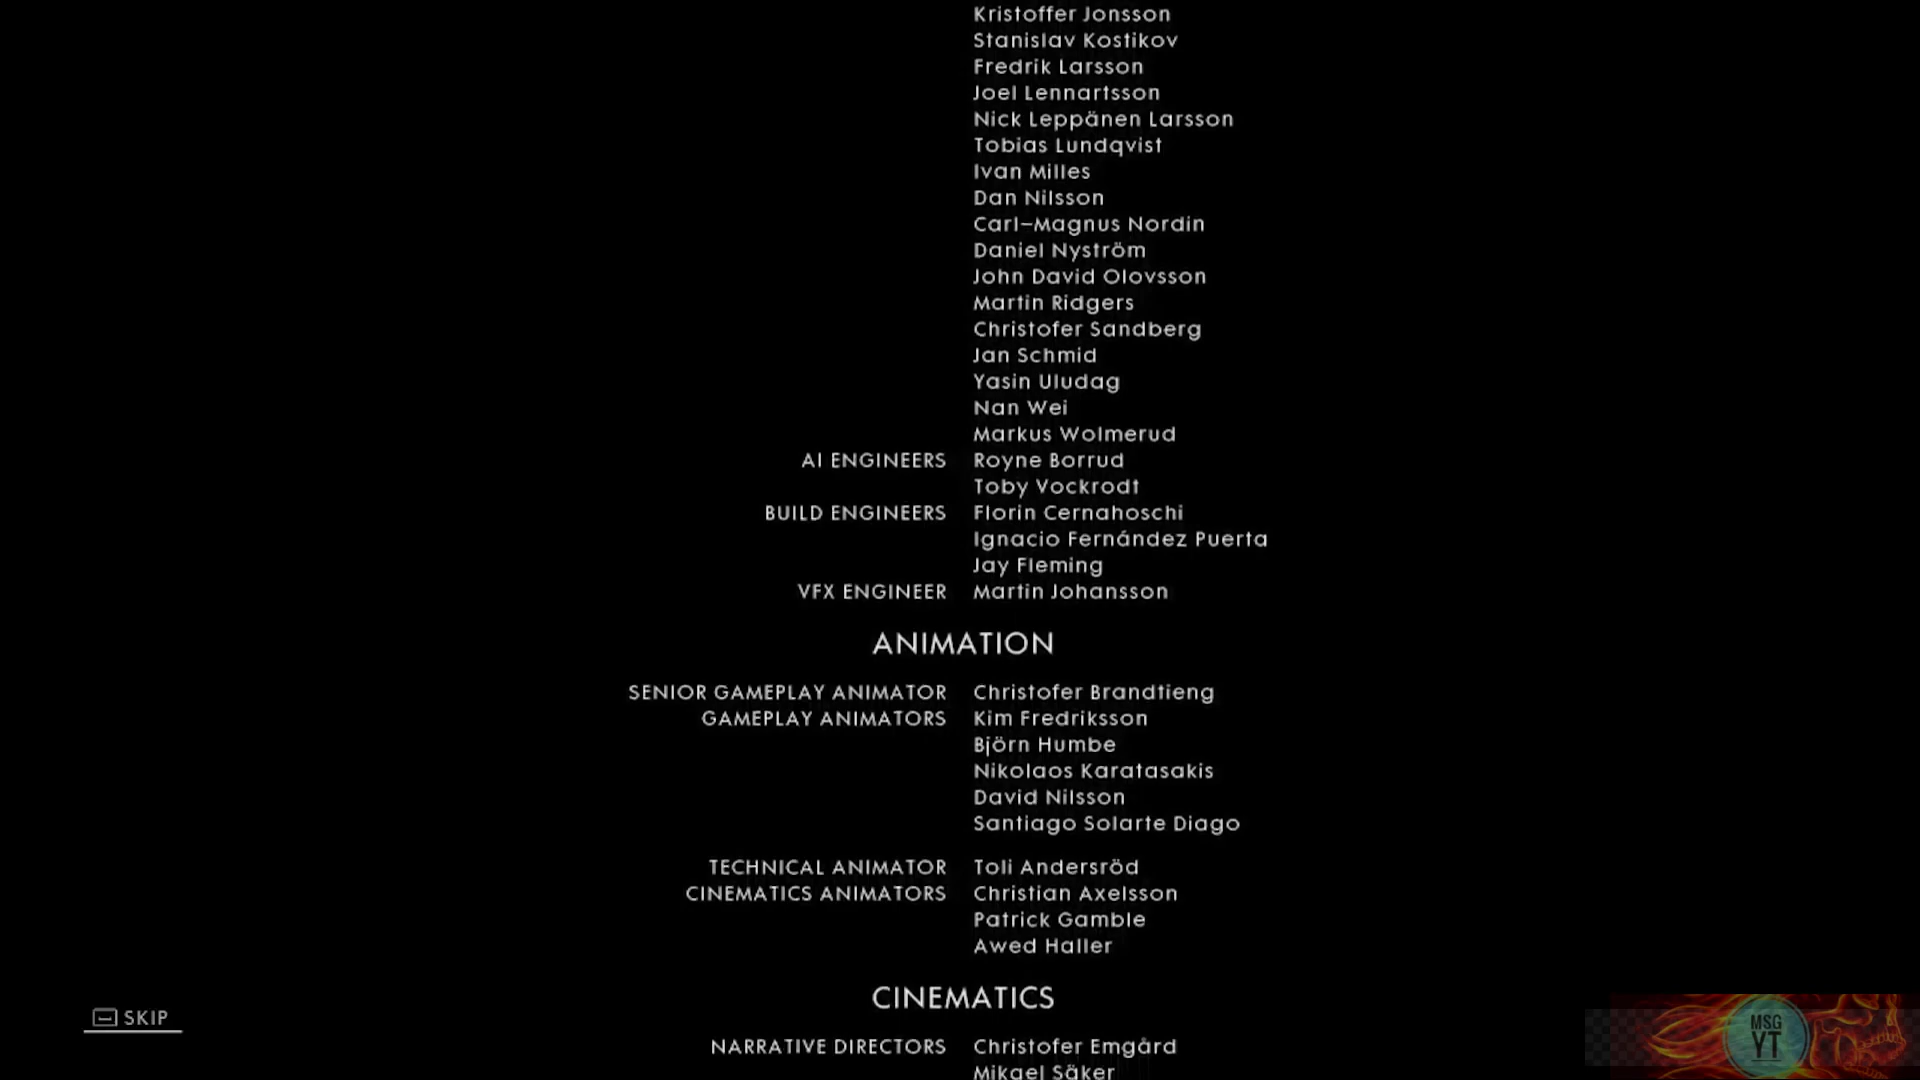 Kristoffer Jonsson
Stanislav Kostikov
Fredrik Larsson
Joel Lennartsson
Nick Leppänen Larsson
Tobias Lundqvist
Ivan Milles
Dan Nilsson
Carl-Magnus Nordin
Daniel Nyström
John David Olovsson
Martin Ridgers
Christofer Sandberg
Jan Schmid
Yasin Uludag
Nan Wei
Markus Wolmerud
AI ENGINEERS Royne Borrud
Toby Vockrodt
BUILD ENGINEERS Florin Cernahoschi
Ignacio Fernández Puerta
Jay Fleming
VFX ENGINEER Martin Johansson
ANIMATION
SENIOR GAMEPLAY ANIMATOR Christofer Brandtieng
GAMEPLAY ANIMATORS Kim Fredriksson
Björn Humbe
Nikolaos Karatasakis
David Nilsson
Santiago Solarte Diago
TECHNICAL ANIMATOR Toli Andersröd
CINEMATICS ANIMATORS Christian Axelsson
Patrick Gamble
Awed Haller
CINEMATICS
NARRATIVE DIRECTORS Christofer Emgård
Mikael Säker
SKIP
MSG
YT